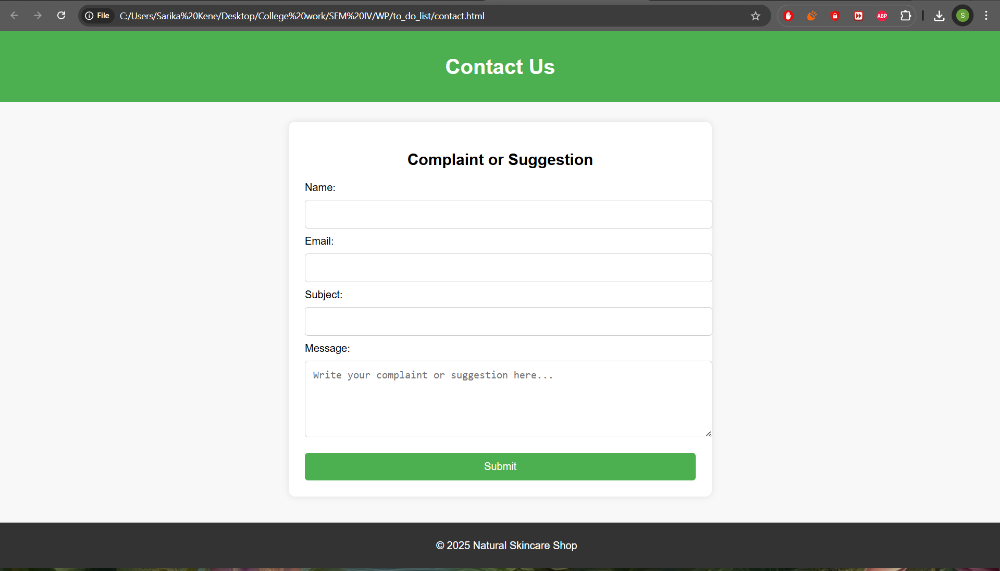 File C:/Users/Sarika%20Kene/Desktop/College%20work/SEM%20IV/WP/to_do_list/contact.html ABP S
Contact Us
Complaint or Suggestion
Name:
Email:
Subject:
Message:
Write your complaint or suggestion here...
Submit
© 2025 Natural Skincare Shop